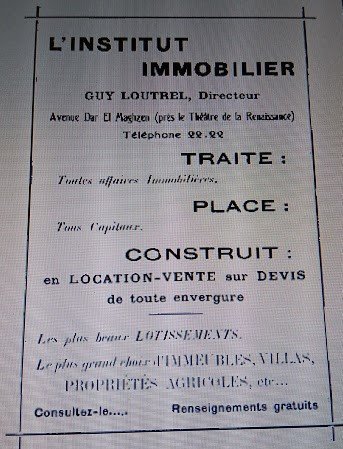 L'INSTITUT
IMMOBILIER
GUY LOUTREL, Directeur
Avenue Dar El Maghzen (près le Théâtre de la Renaissance)
Téléphone 22.22
TRAITE :
Toutes affaires Immobilières.
PLACE :
Tous Capitaux.
CONSTRUIT :
en LOCATION-VENTE sur DEVIS
de toute envergure
Les plus beaux LOTISSEMENTS.
Le plus grand choix d'IMMEUBLES, VILLAS,
PROPRIÉTÉS AGRICOLES, etc...
Consultez-le..... Renseignements gratuits